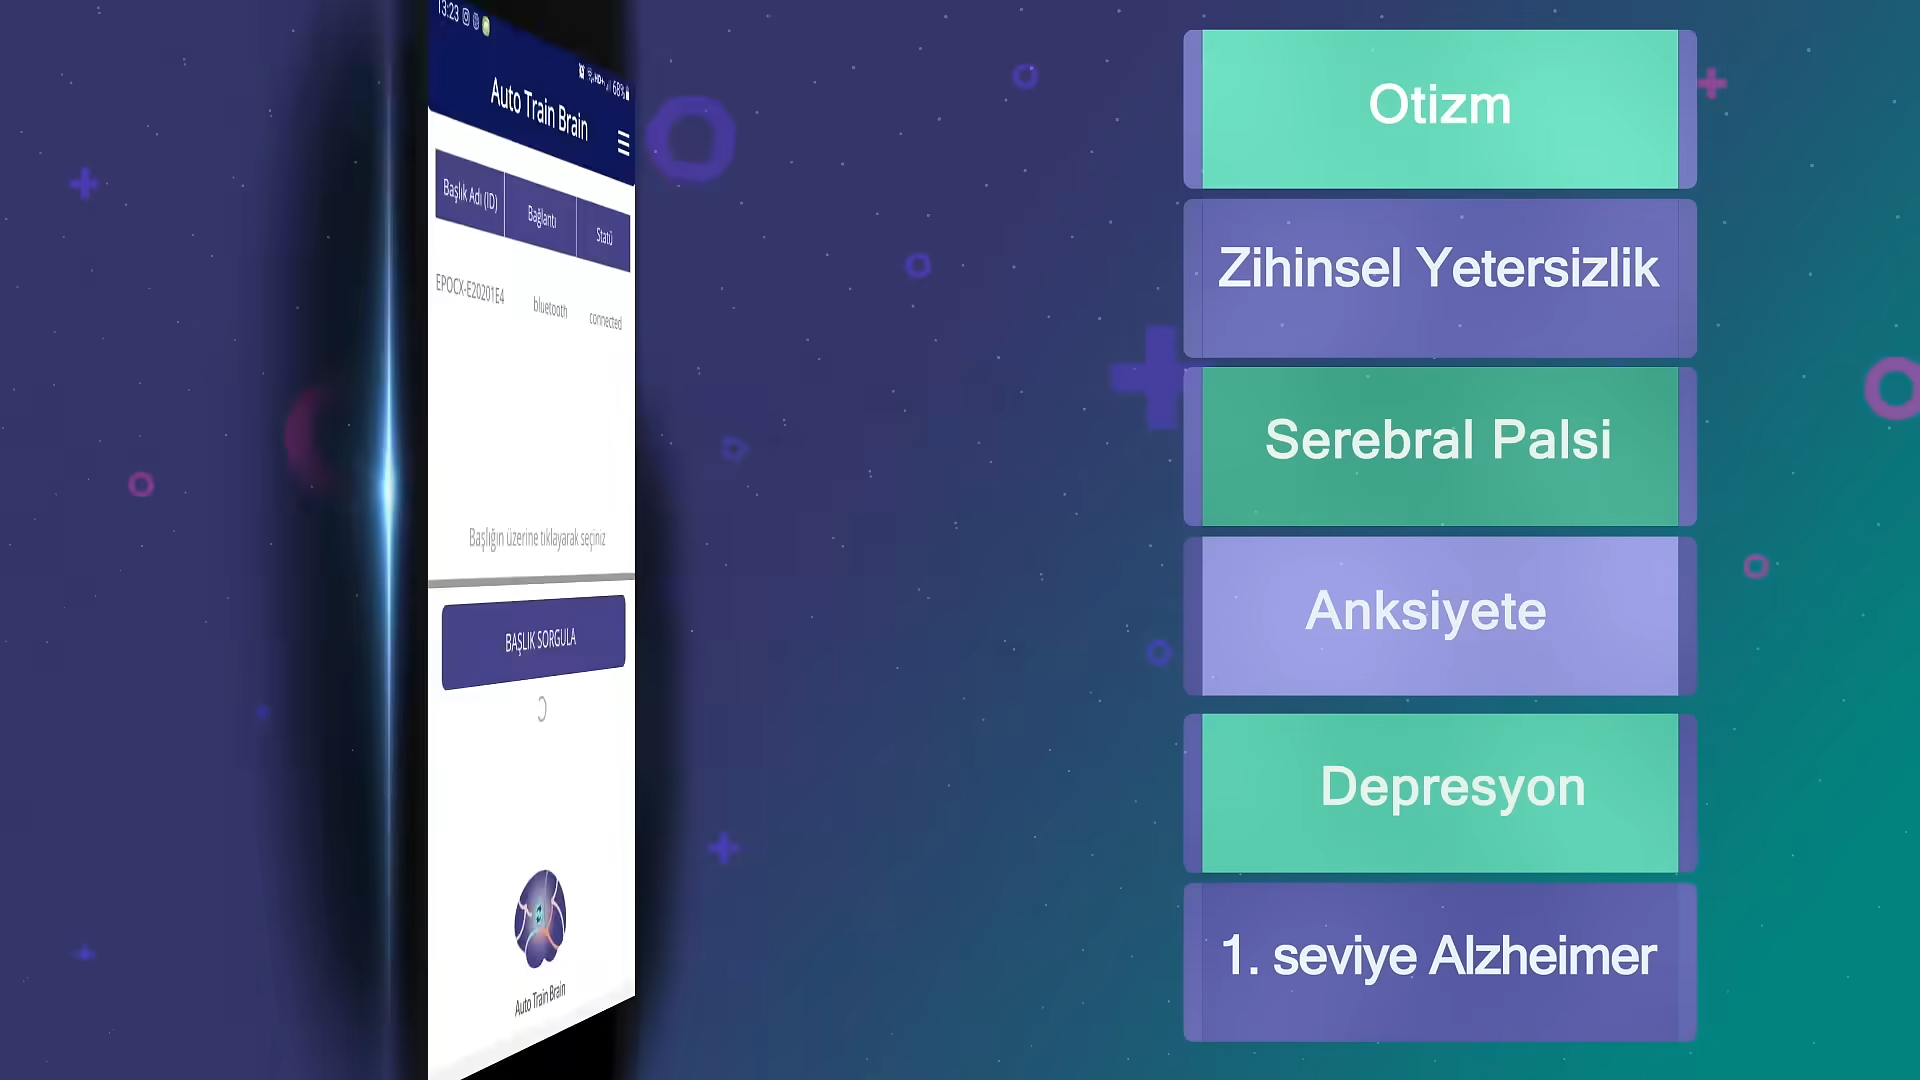 13:23
68%
Auto Train Brain
Başlık Adı (ID)
Bağlantı
Statü
EPOCX-E20201E4
bluetooth
connected
Başlığın üzerine tıklayarak seçiniz
BAŞLIK SORGULA
Auto Train Brain
Otizm
Zihinsel Yetersizlik
Serebral Palsi
Anksiyete
Depresyon
1. seviye Alzheimer